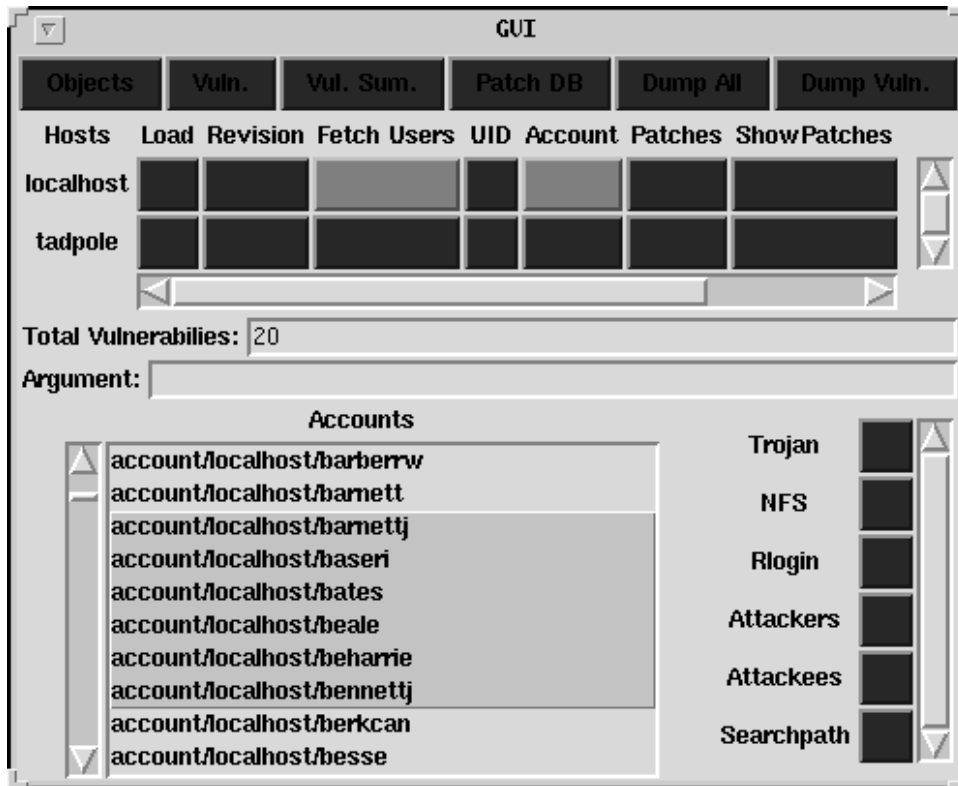 GUI
Objects Vuln. Vul. Sum. Patch DB Dump All Dump Vuln.
Hosts Load Revision Fetch Users UID Account Patches ShowPatches
localhost
tadpole
Total Vulnerabilies: 20
Argument:
Accounts
account/localhost/barberrw
account/localhost/barnett
account/localhost/barnettj
account/localhost/baseri
account/localhost/bates
account/localhost/beale
account/localhost/beharrie
account/localhost/bennettj
account/localhost/berkcan
account/localhost/besse
Trojan
NFS
Rlogin
Attackers
Attackees
Searchpath